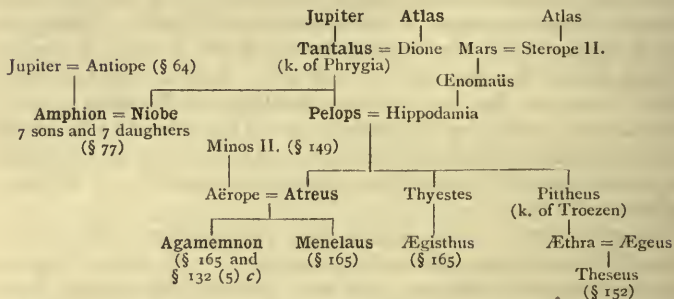 Jupiter Atlas Atlas
Tantalus = Dione Mars = Sterope II.
(k. of Phrygia)
Jupiter = Antiope (§ 64)
Œnomaüs
Amphion = Niobe Pelops = Hippodamia
7 sons and 7 daughters
(§ 77)
Minos II. (§ 149)
Aërope = Atreus Thyestes Pittheus
(k. of Troezen)
Agamemnon Menelaus Ægisthus Æthra = Ægeus
(§ 165 and (§ 165) (§ 165)
§ 132 (5) c)
Theseus
(§ 152)